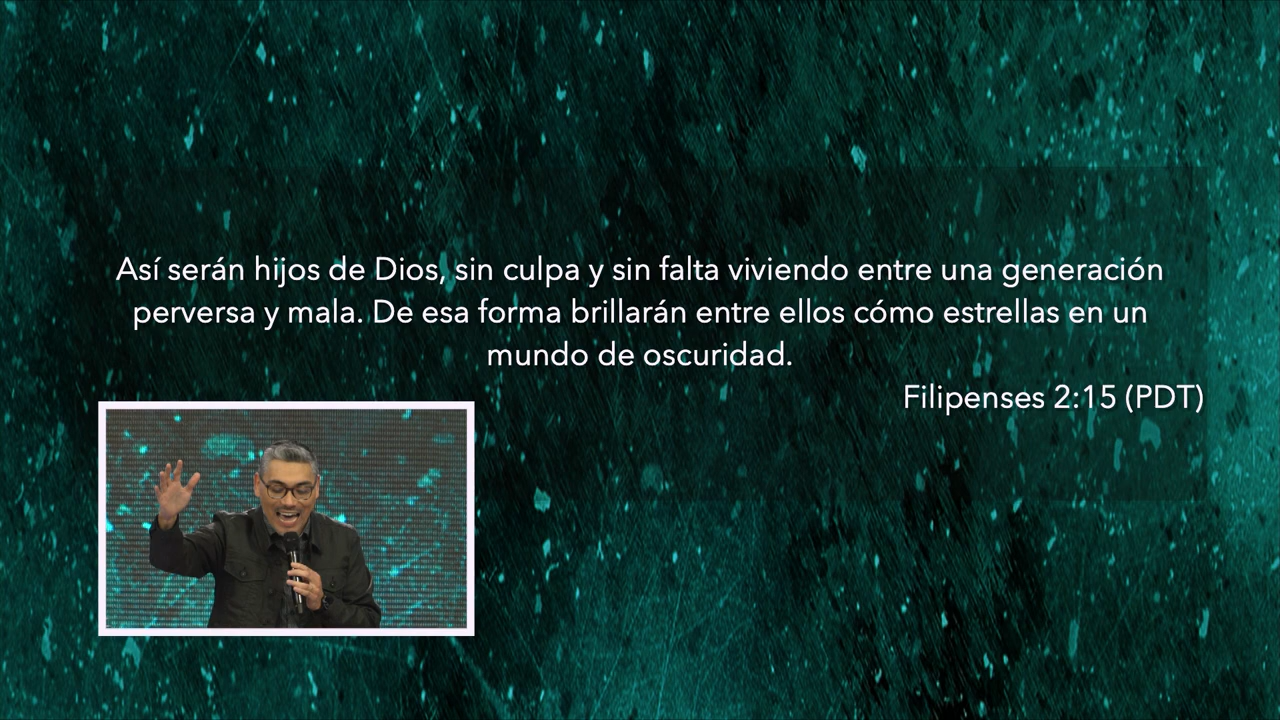 Así serán hijos de Dios, sin culpa y sin falta viviendo entre una generación
perversa y mala. De esa forma brillarán entre ellos cómo estrellas en un
mundo de oscuridad.
Filipenses 2:15 (PDT)